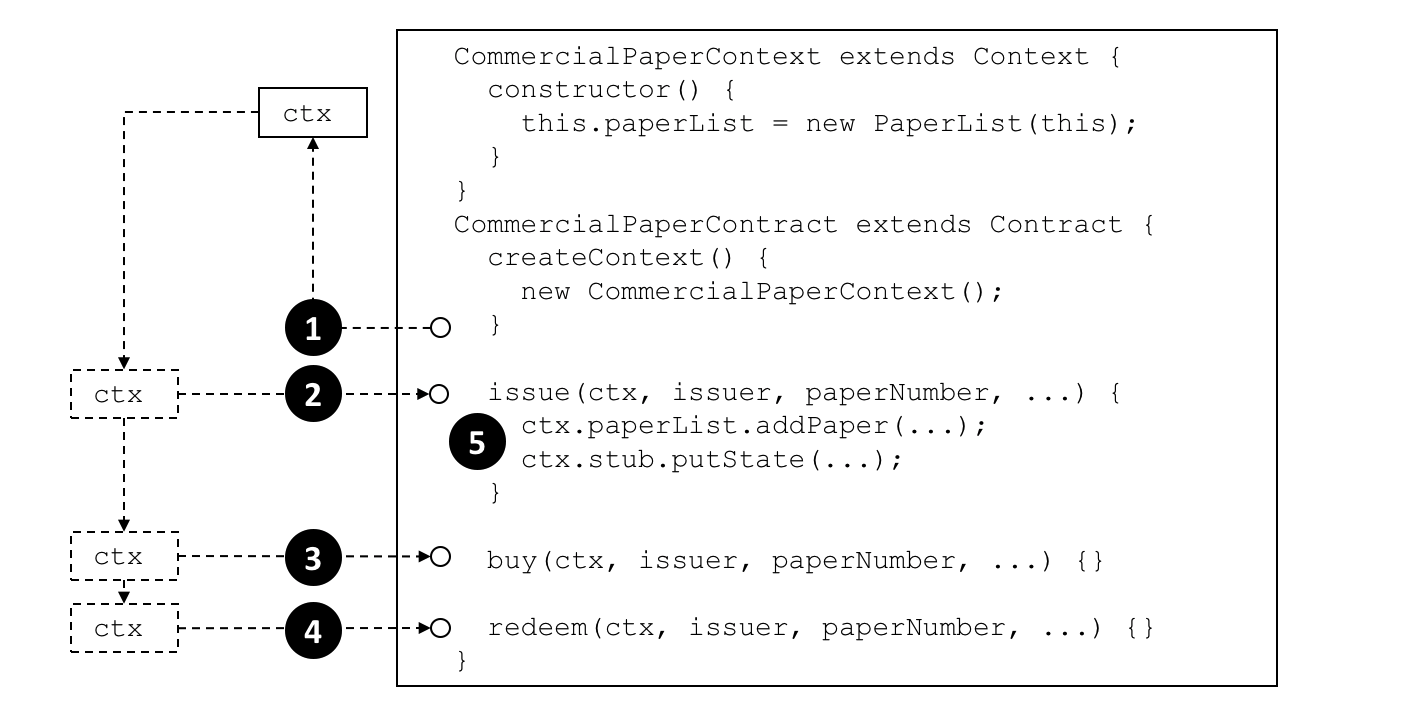 CommercialPaperContext extends Context {
constructor() {
ctx
this.paperList = new PaperList(this);
}
}
CommercialPaperContract extends Contract {
createContext() {
new CommercialPaperContext();
1
}
ctx
2
issue(ctx, issuer, paperNumber, ...) {
5
ctx.paperList.addPaper(...);
ctx.stub.putState(...);
}
ctx
3
buy(ctx, issuer, paperNumber, ...) {}
ctx
4
redeem(ctx, issuer, paperNumber, ...) {}
}